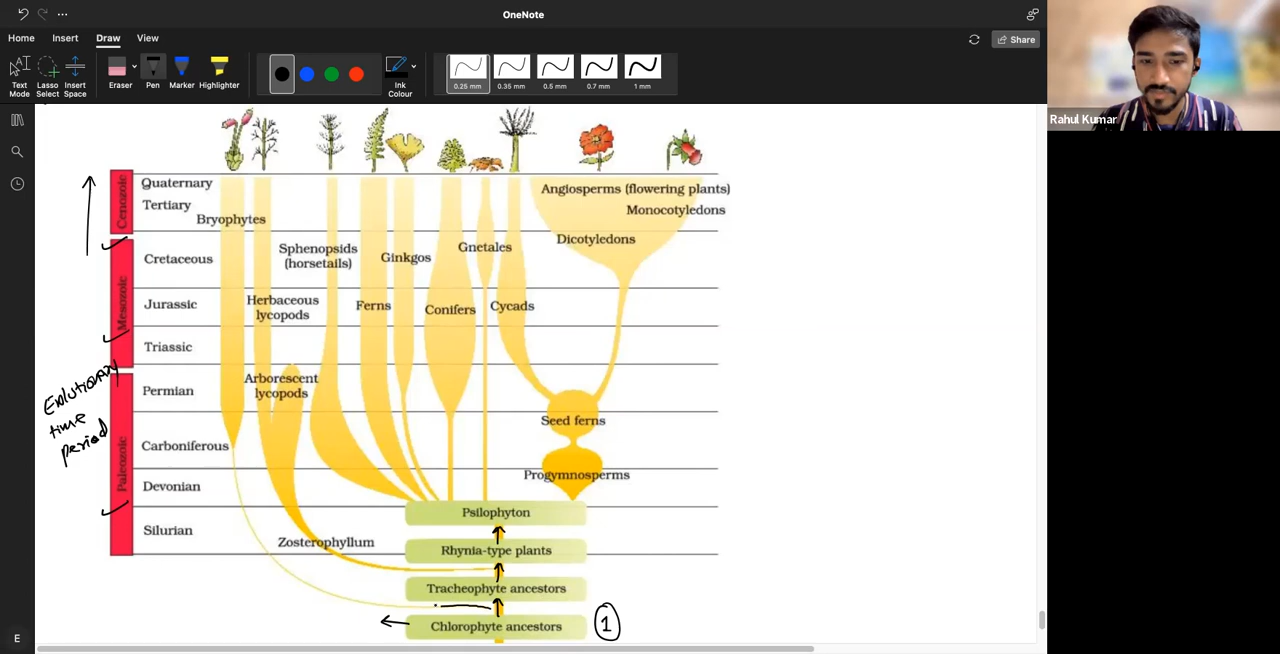 OneNote
Home Insert Draw View
Share
Text Mode
Lasso Select
Insert Space
Eraser
Pen
Marker
Highlighter
Ink Colour
0.25 mm 0.35 mm 0.5 mm 0.7 mm 1 mm
Rahul Kumar
Cenozoic
Quaternary
Tertiary
Bryophytes
Angiosperms (flowering plants)
Monocotyledons
Dicotyledons
Mesozoic
Cretaceous
Sphenopsids
(horsetails)
Ginkgos
Gnetales
Jurassic
Herbaceous
lycopods
Ferns
Conifers
Cycads
Triassic
Evolutionary
time
period
Paleozoic
Permian
Arborescent
lycopods
Seed ferns
Carboniferous
Progymnosperms
Devonian
Psilophyton
Silurian
Zosterophyllum
Rhynia-type plants
Tracheophyte ancestors
Chlorophyte ancestors
1
E